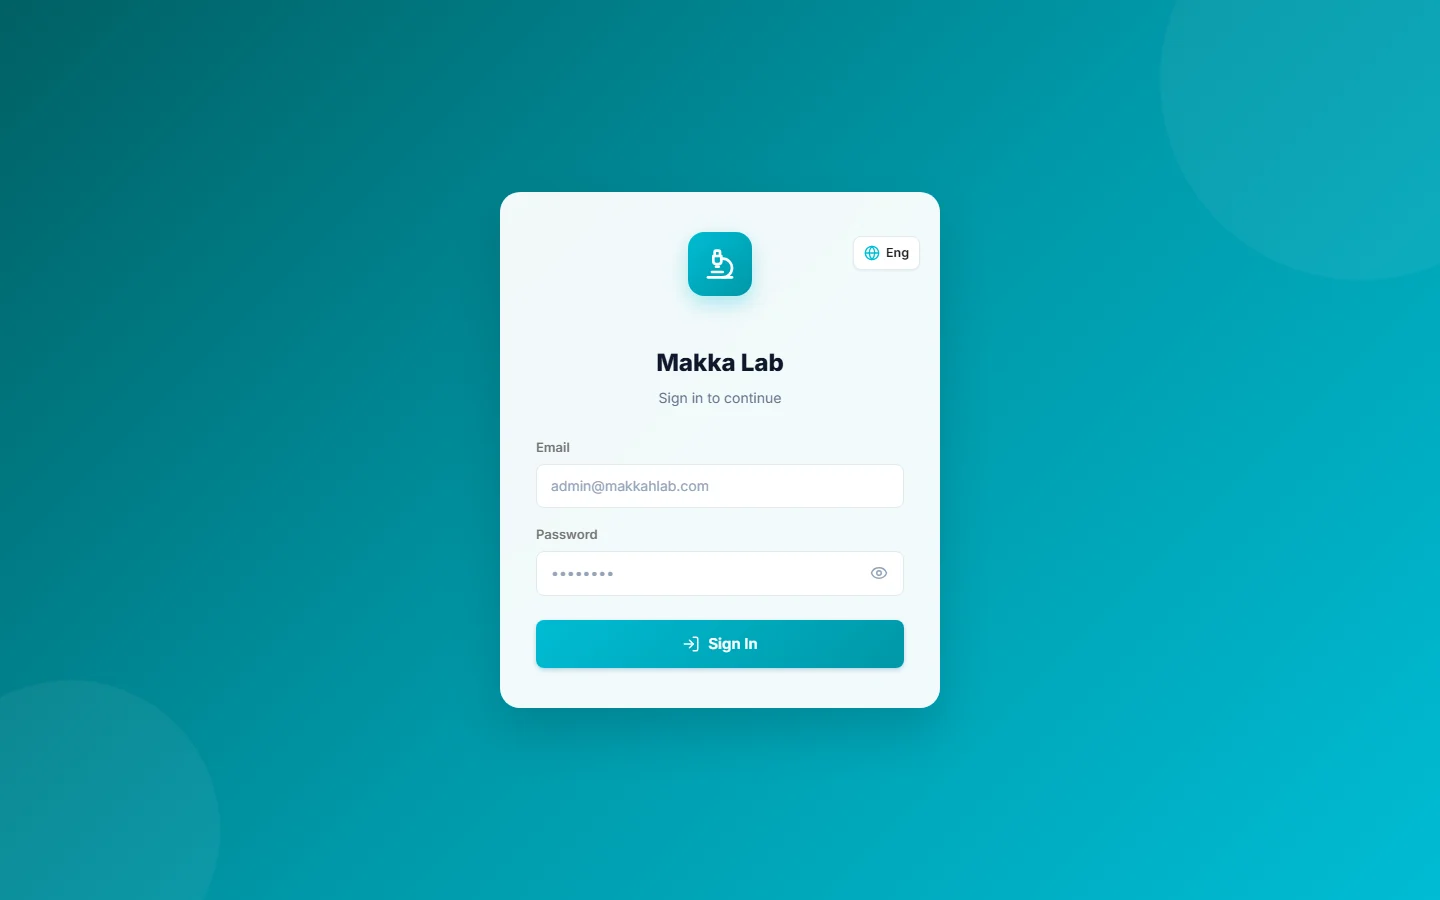 Eng
Makka Lab
Sign in to continue
Email
admin@makkahlab.com
Password
••••••••
Sign In